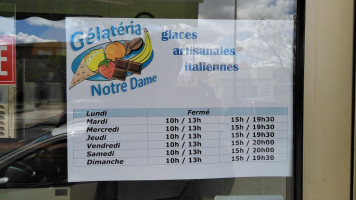 Gélatéria
Notre Dame
glaces
artisanales
italiennes
Lundi Fermé
Mardi 10h / 13h 15h / 19h30
Mercredi 10h / 13h 15h / 19h30
Jeudi 10h / 13h 15h / 19h30
Vendredi 10h / 13h 15h / 20h00
Samedi 10h / 13h 15h / 20h00
Dimanche 10h / 13h 15h / 19h30